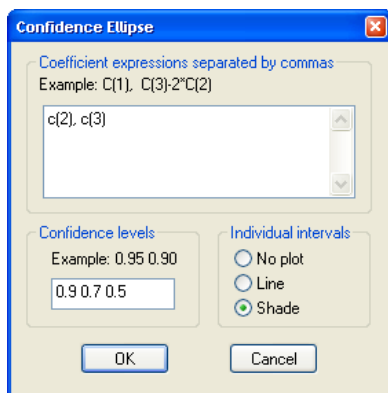 Confidence Ellipse
Coefficient expressions separated by commas
Example: C(1), C(3)-2*C(2)
c(2), c(3)
Confidence levels
Example: 0.95 0.90
0.9 0.7 0.5
Individual intervals
No plot
Line
Shade
OK
Cancel